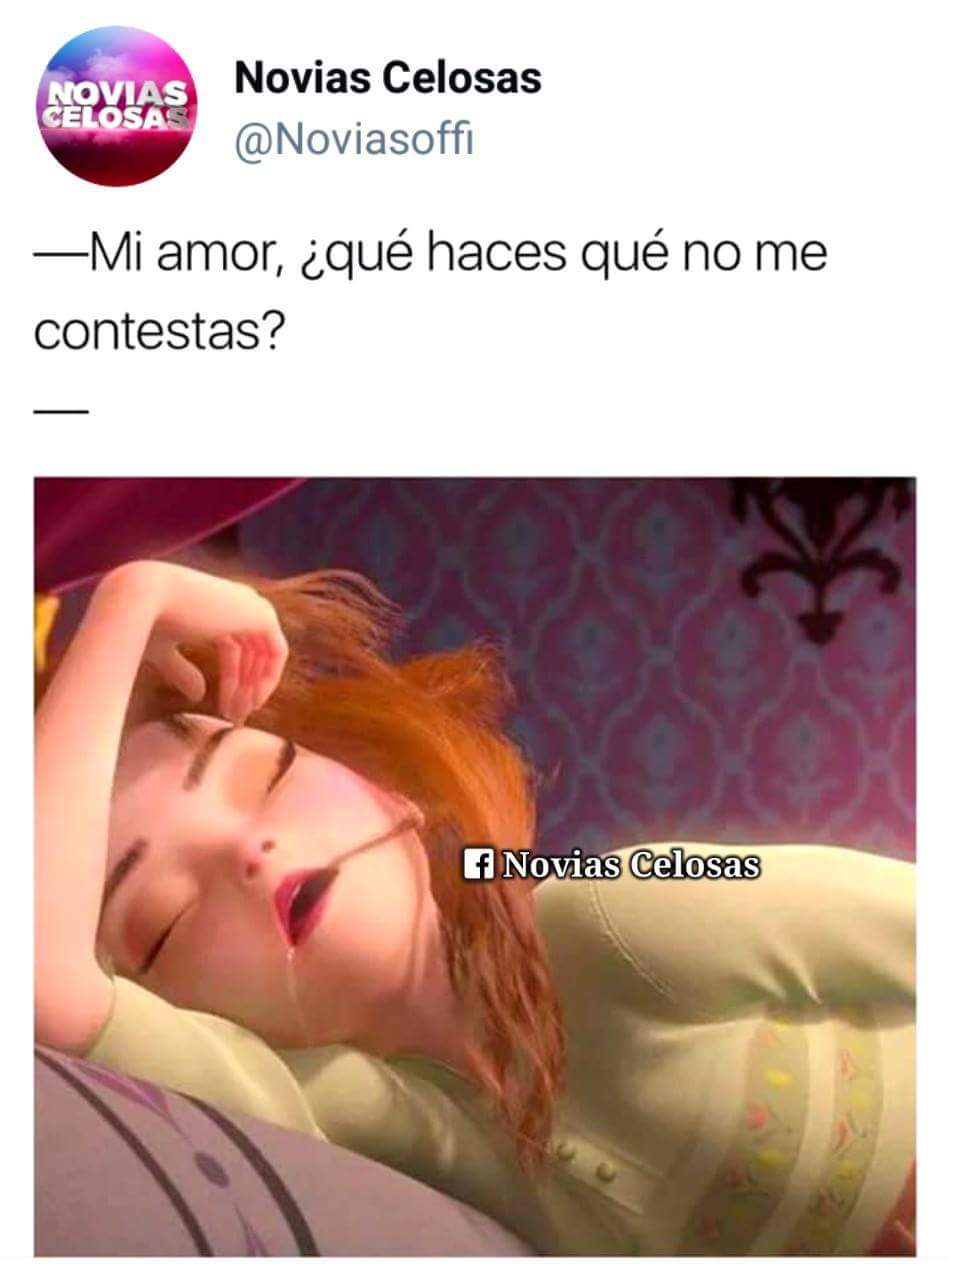 NOVIAS
CELOSAS
Novias Celosas
@Noviasoffi
—Mi amor, ¿qué haces qué no me
contestas?
—
f Novias Celosas